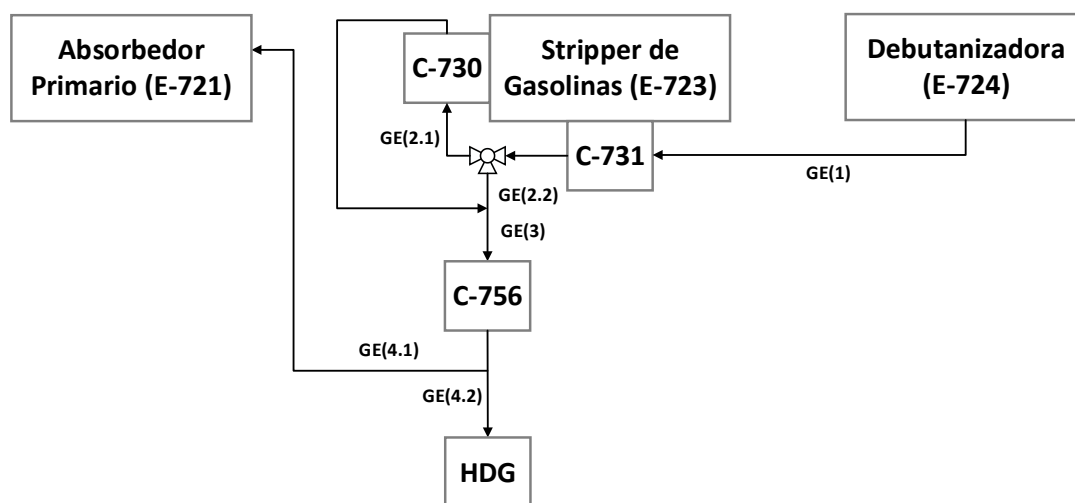 Absorbedor
Primario (E-721)
C-730
Stripper de
Gasolinas (E-723)
Debutanizadora
(E-724)
GE(2.1)
C-731
GE(1)
GE(2.2)
GE(3)
C-756
GE(4.1)
GE(4.2)
HDG